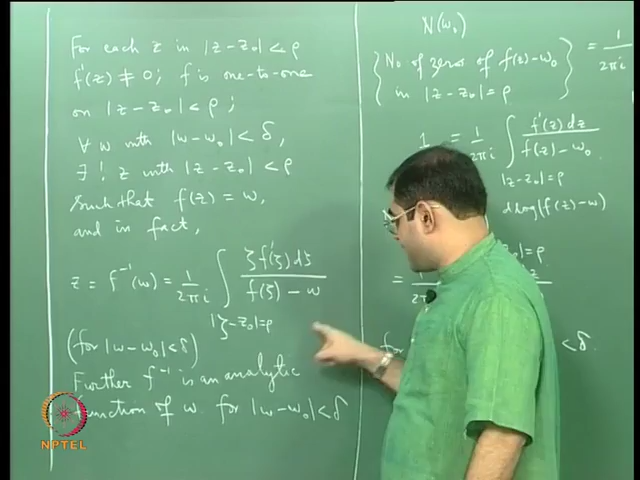 For each z in |z-z₀|<ρ
f'(z) ≠ 0; f is one-to-one
on |z-z₀|<ρ;
∀ w with |w-w₀|<δ,
∃! z with |z-z₀|<ρ
such that f(z) = w,
and in fact,
z = f⁻¹(w) = 1/2πi ∫ ζf'(ζ)dζ / f(ζ) - w
|ζ-z₀|=ρ
(for |w-w₀|<δ)
Further f⁻¹ is an analytic
function of w for |w-w₀|<δ
NPTEL
N(w₀)
{No of zeros of f(z)-w₀ in |z-z₀|=ρ} = 1/2πi
1 = 1/2πi ∫ f'(z)dz / f(z) - w₀
|z-z₀|=ρ
d log(f(z)-w)
=ρ
=
<δ.